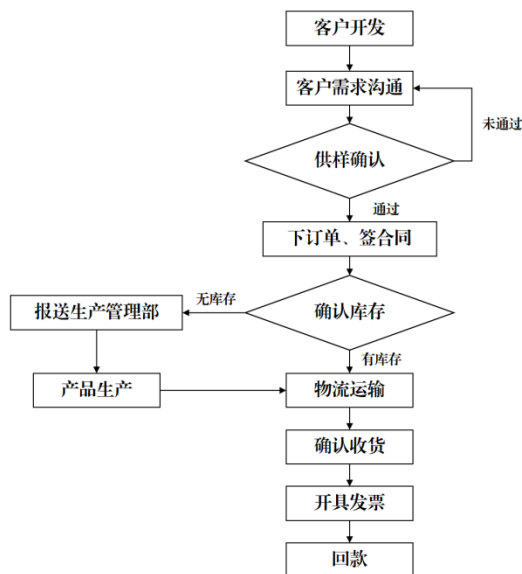 客户开发
客户需求沟通
未通过
供样确认
通过
下订单、签合同
无库存
报送生产管理部
确认库存
有库存
产品生产
物流运输
确认收货
开具发票
回款